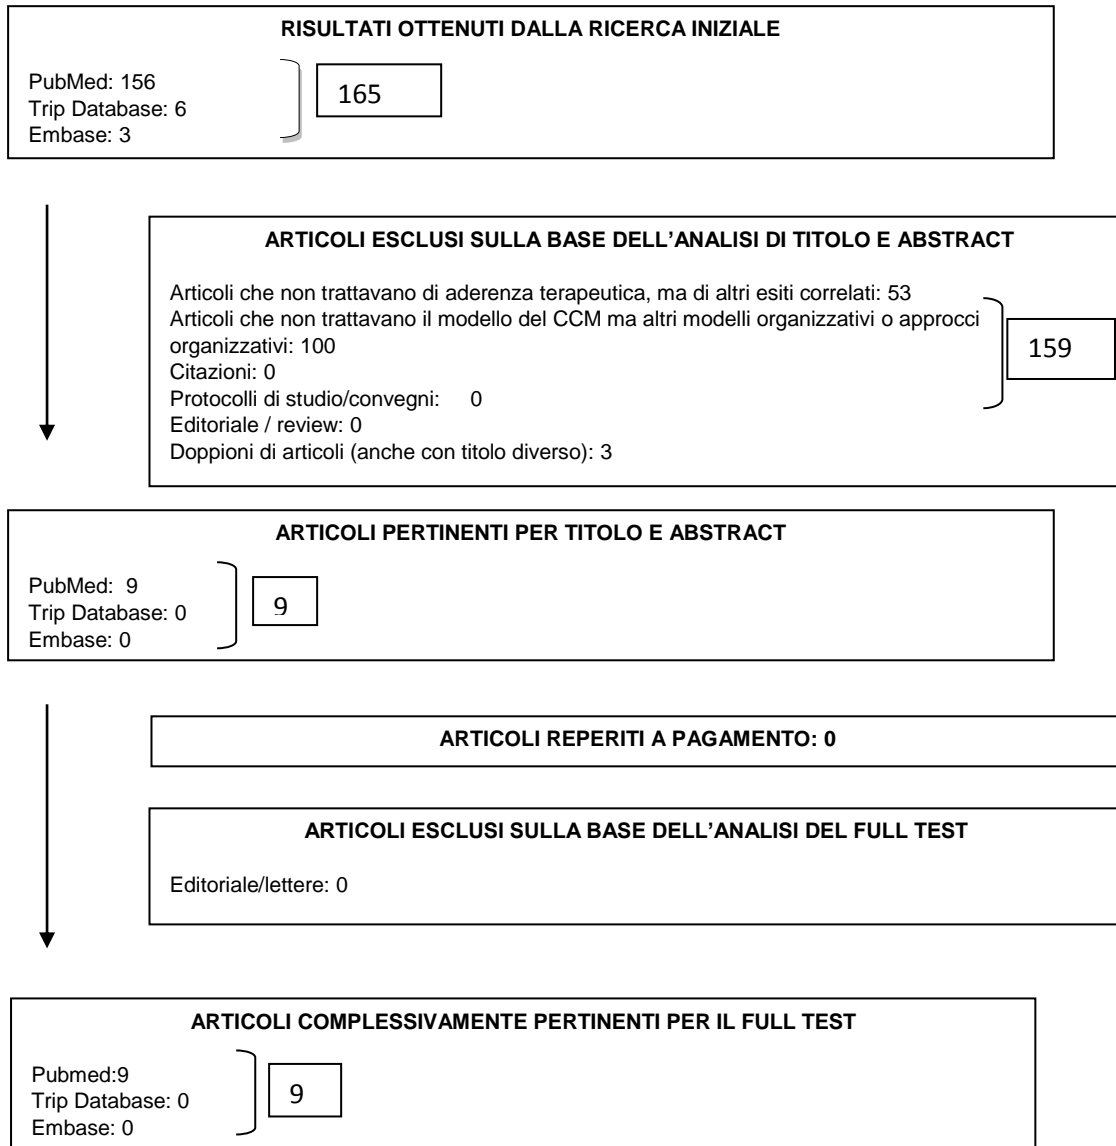 RISULTATI OTTENUTI DALLA RICERCA INIZIALE
PubMed: 156
Trip Database: 6
Embase: 3
165
ARTICOLI ESCLUSI SULLA BASE DELL’ANALISI DI TITOLO E ABSTRACT
Articoli che non trattavano di aderenza terapeutica, ma di altri esiti correlati: 53
Articoli che non trattavano il modello del CCM ma altri modelli organizzativi o approcci
organizzativi: 100
Citazioni: 0
Protocolli di studio/convegni: 0
Editoriale / review: 0
Doppioni di articoli (anche con titolo diverso): 3
159
ARTICOLI PERTINENTI PER TITOLO E ABSTRACT
PubMed: 9
Trip Database: 0
Embase: 0
9
ARTICOLI REPERITI A PAGAMENTO: 0
ARTICOLI ESCLUSI SULLA BASE DELL’ANALISI DEL FULL TEST
Editoriale/lettere: 0
ARTICOLI COMPLESSIVAMENTE PERTINENTI PER IL FULL TEST
Pubmed:9
Trip Database: 0
Embase: 0
9